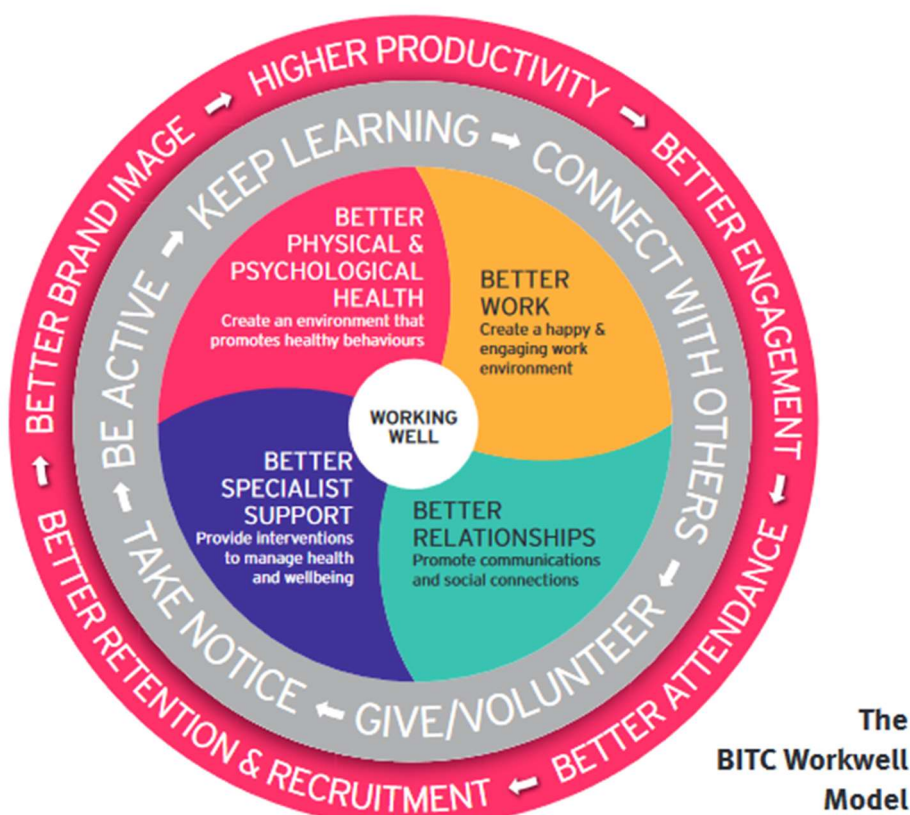 HIGHER PRODUCTIVITY
BETTER ENGAGEMENT
BETTER ATTENDANCE
BETTER RETENTION & RECRUITMENT
BETTER BRAND IMAGE
KEEP LEARNING
CONNECT WITH OTHERS
GIVE/VOLUNTEER
TAKE NOTICE
BE ACTIVE
BETTER
PHYSICAL &
PSYCHOLOGICAL
HEALTH
Create an environment that
promotes healthy behaviours
BETTER
WORK
Create a happy &
engaging work
environment
WORKING
WELL
BETTER
SPECIALIST
SUPPORT
Provide interventions
to manage health
and wellbeing
BETTER
RELATIONSHIPS
Promote communications
and social connections
The
BITC Workwell
Model